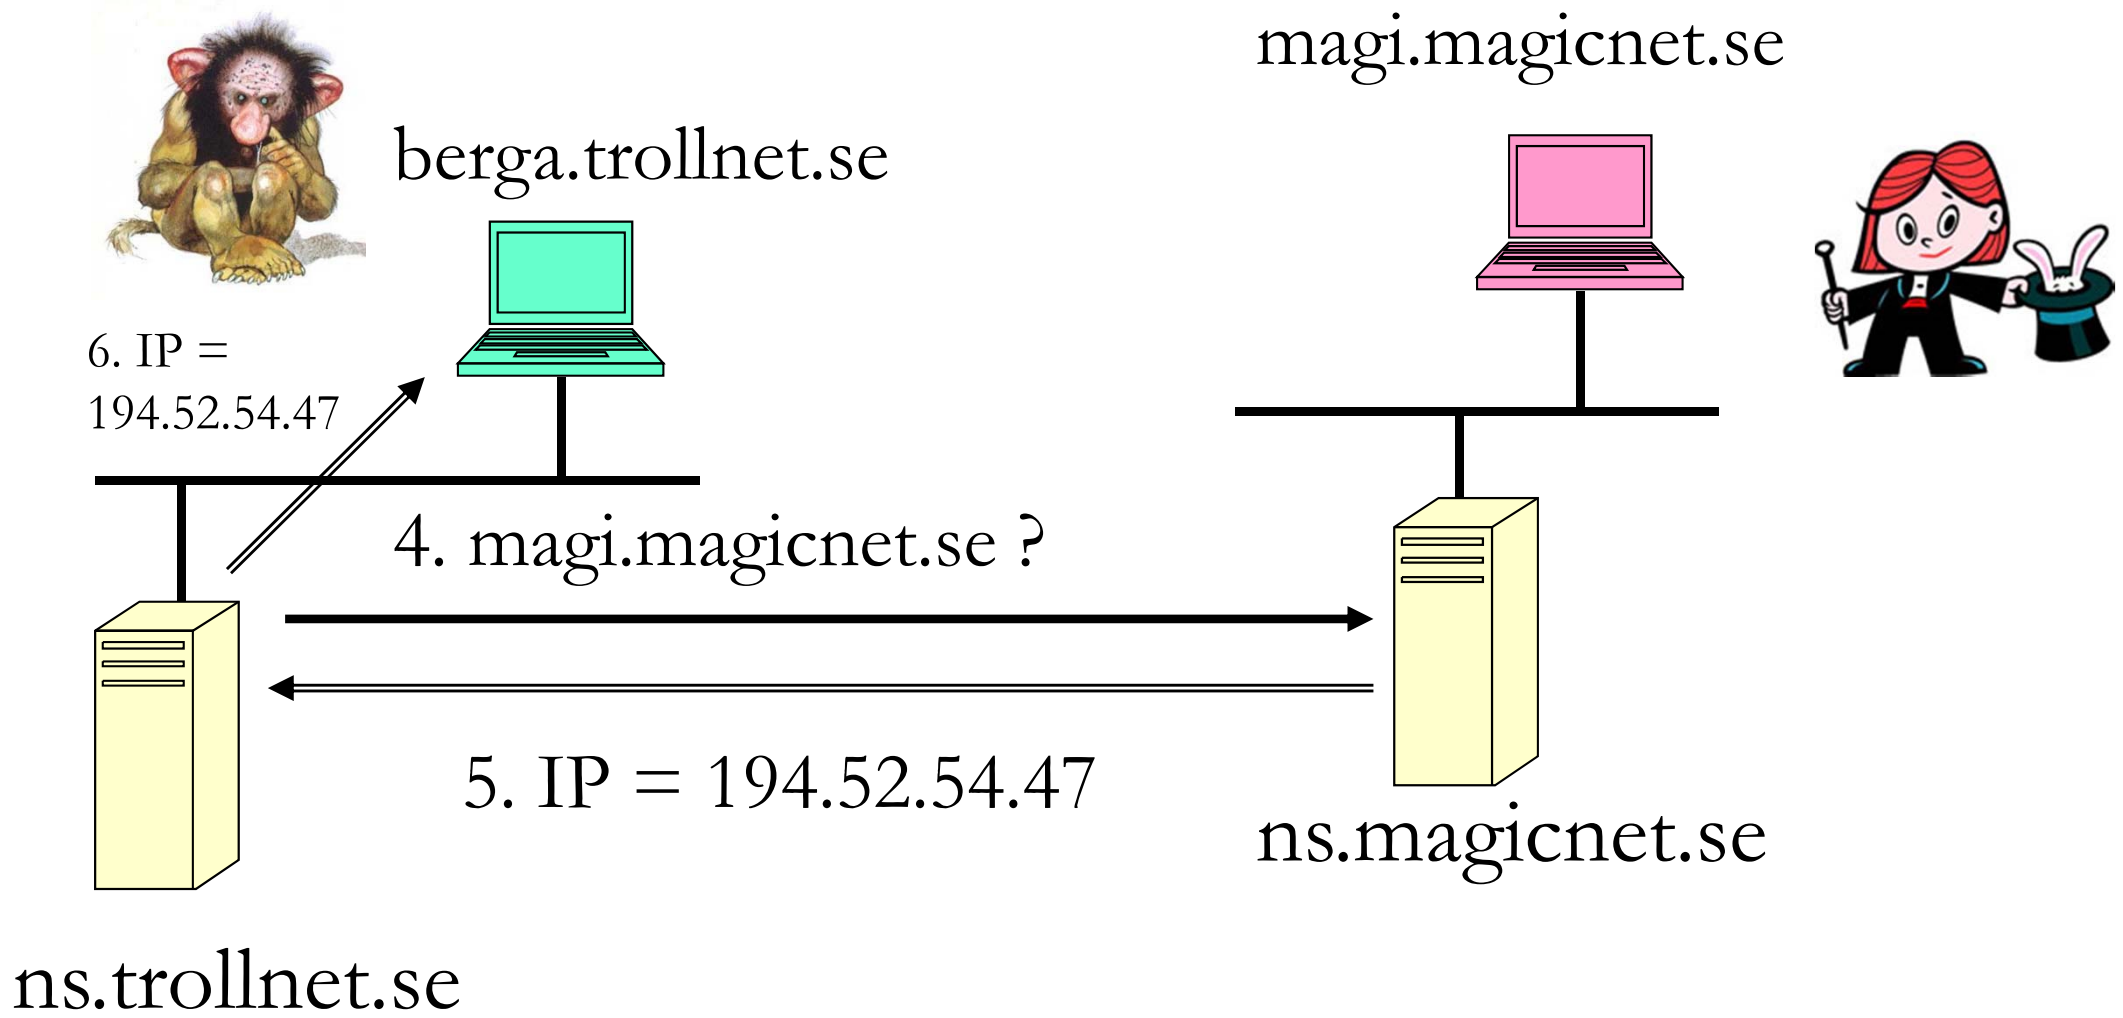 magi.magicnet.se
berga.trollnet.se
6. IP =
194.52.54.47
4. magi.magicnet.se ?
5. IP = 194.52.54.47
ns.magicnet.se
ns.trollnet.se